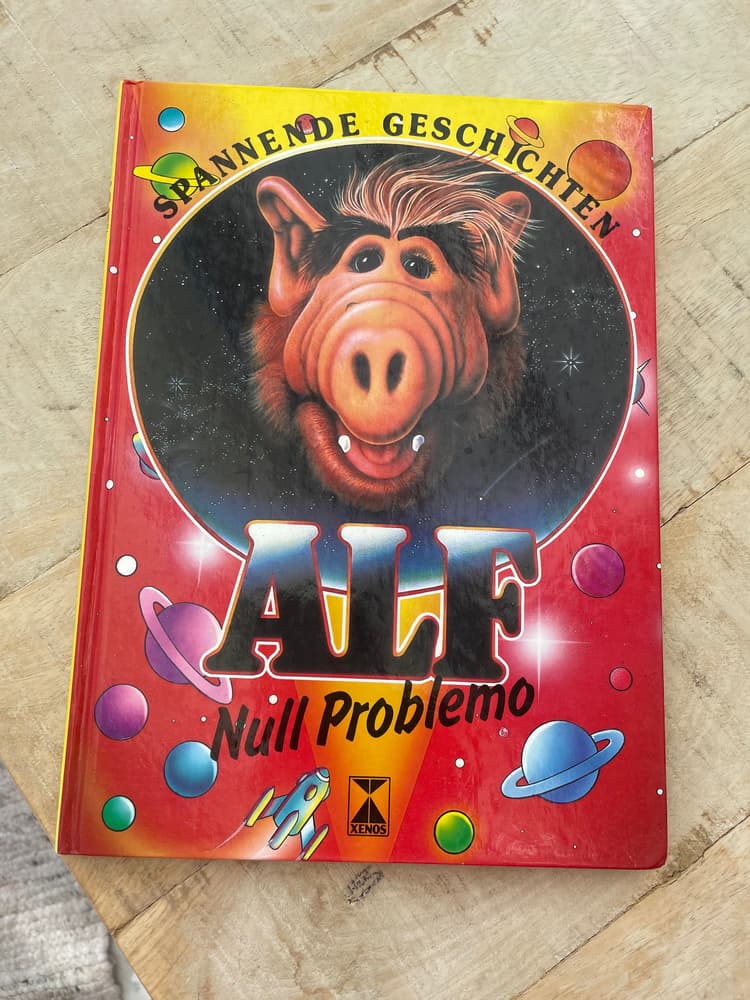 SPANNENDE GESCHICHTEN
ALF
Null Problemo
XENOS